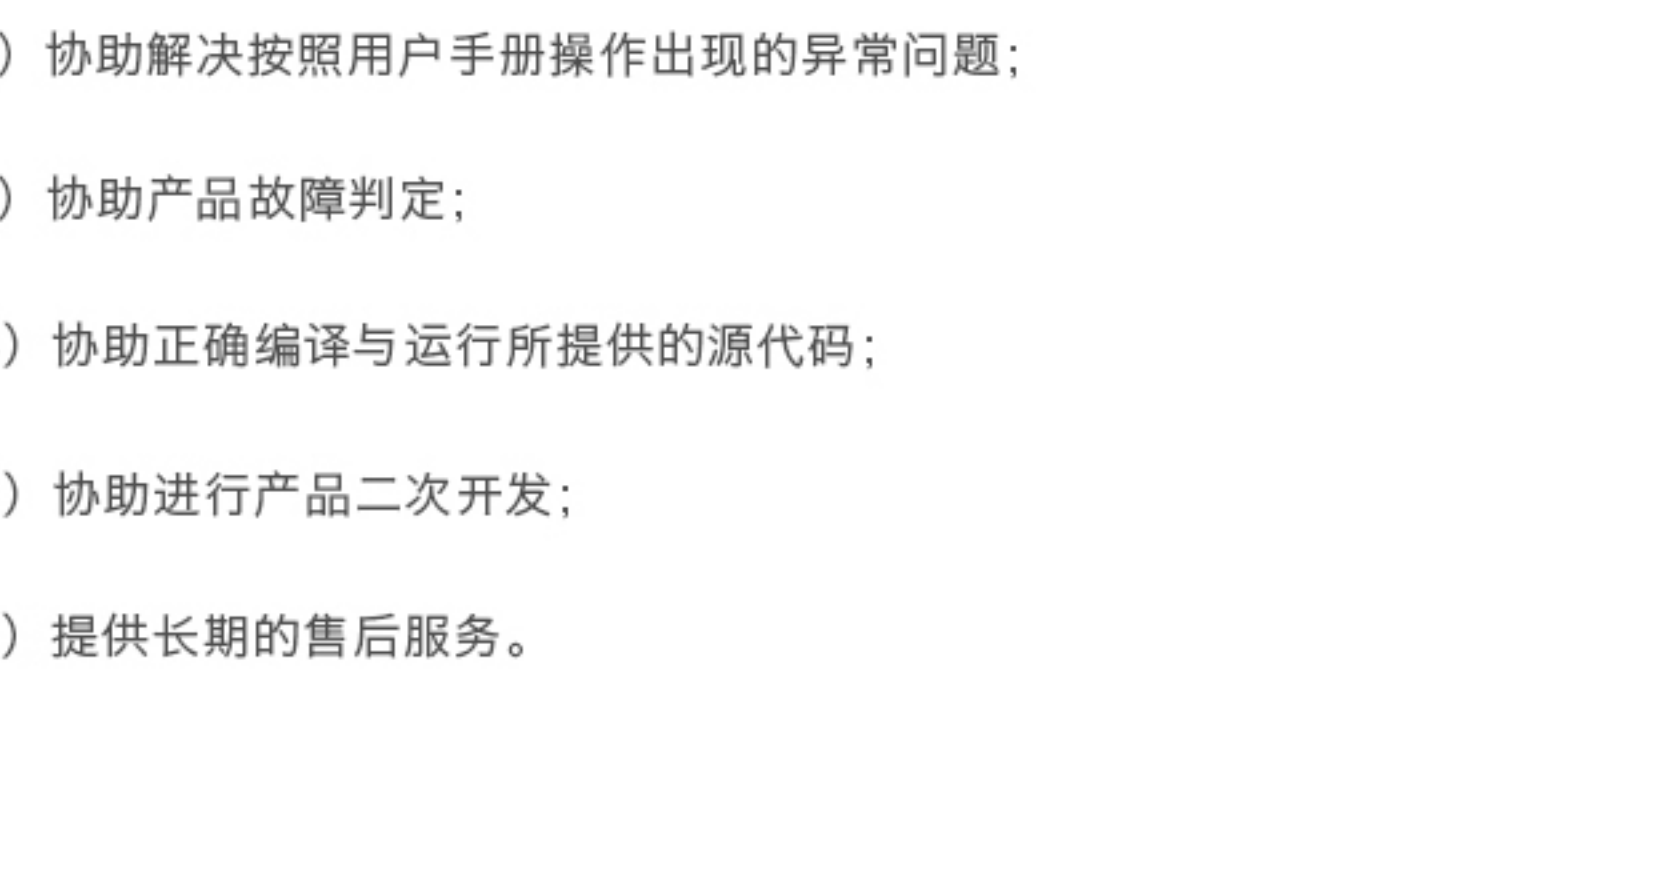 ）协助解决按照用户手册操作出现的异常问题；
）协助产品故障判定；
）协助正确编译与运行所提供的源代码；
）协助进行产品二次开发；
）提供长期的售后服务。